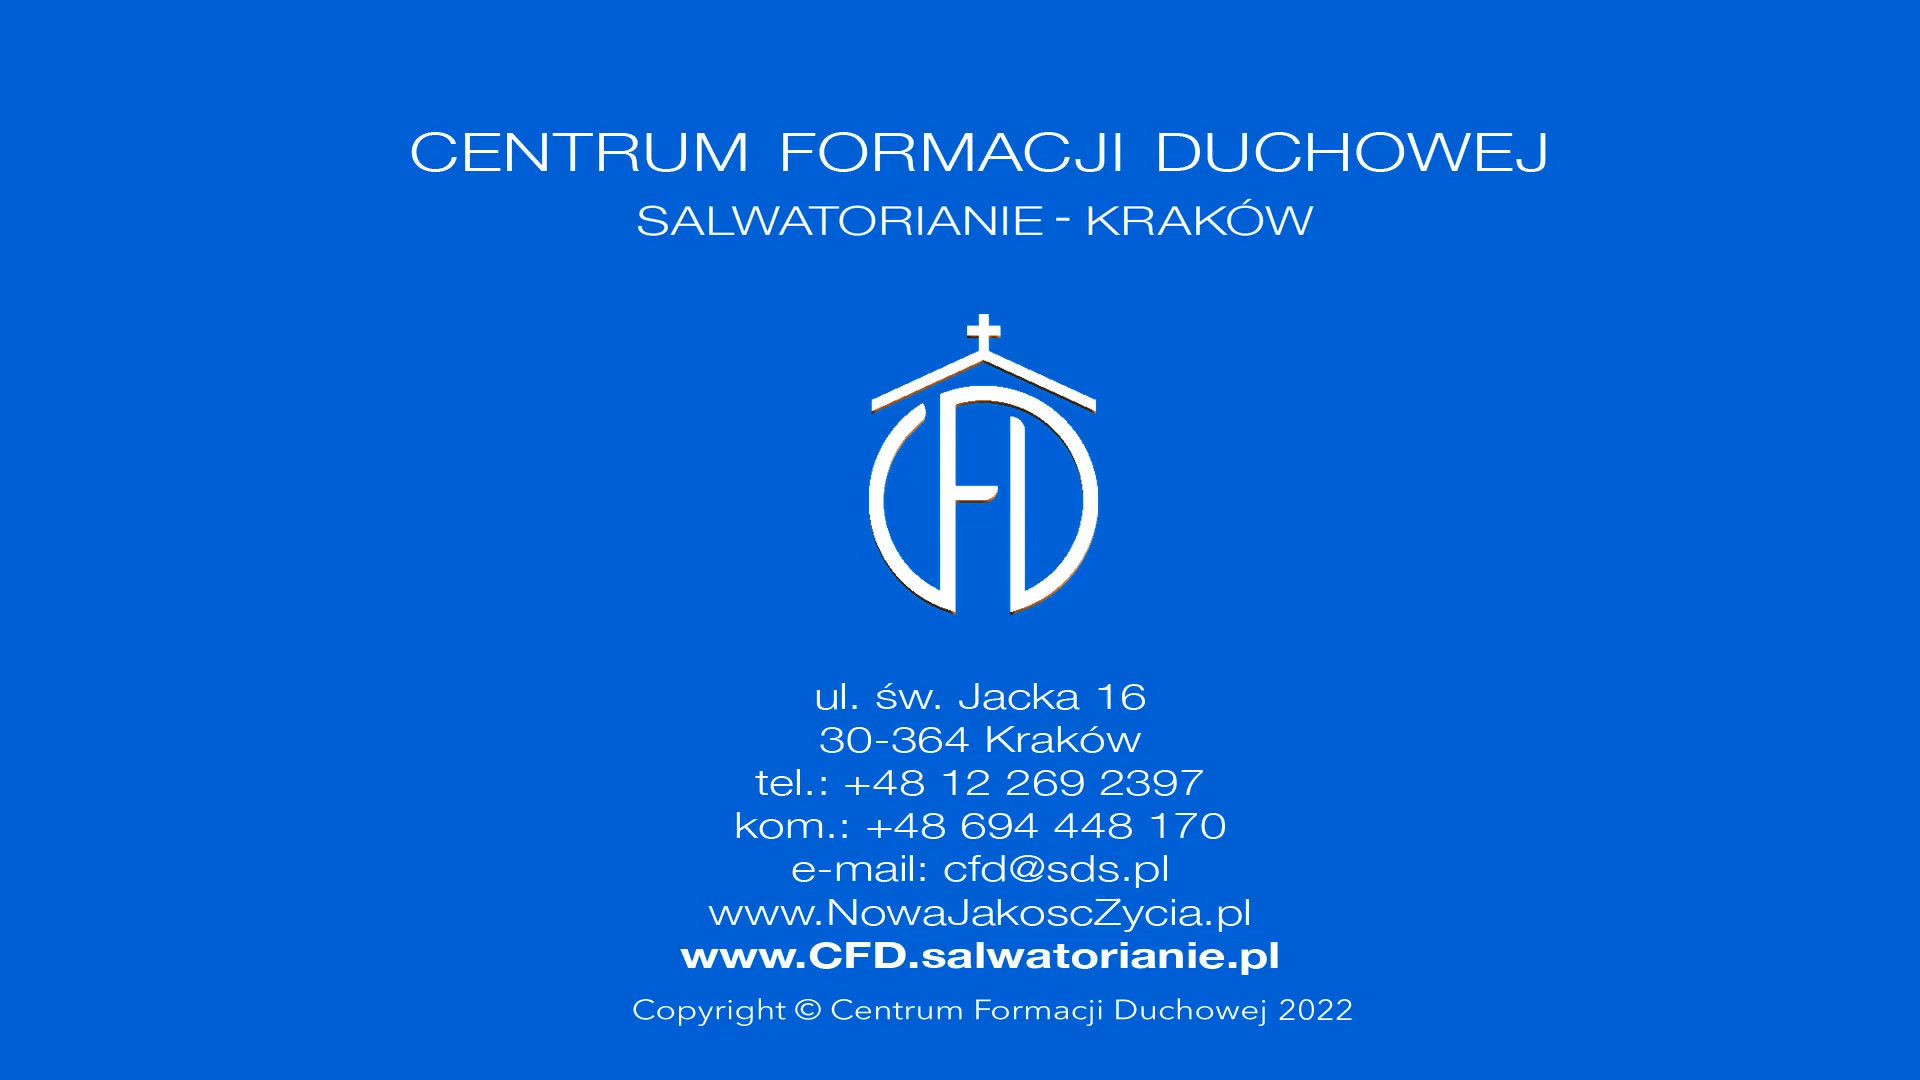 CENTRUM FORMACJI DUCHOWEJ
SALWATORIANIE - KRAKÓW
CFD
ul. św. Jacka 16
30-364 Kraków
tel.: +48 12 269 2397
kom.: +48 694 448 170
e-mail: cfd@sds.pl
www.NowaJakoscZycia.pl
www.CFD.salwatorianie.pl
Copyright © Centrum Formacji Duchowej 2022